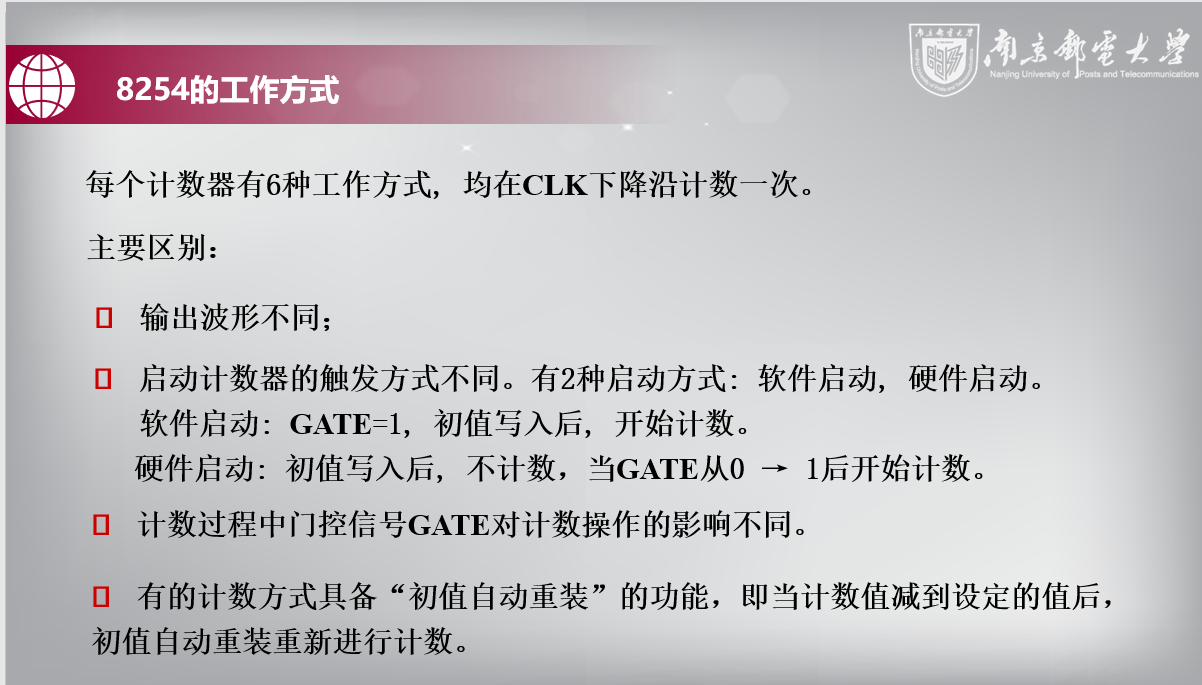 南京邮电大学
Nanjing University of Posts and Telecommunications
8254的工作方式
每个计数器有6种工作方式，均在CLK下降沿计数一次。
主要区别：
输出波形不同；
启动计数器的触发方式不同。有2种启动方式：软件启动，硬件启动。
软件启动：GATE=1，初值写入后，开始计数。
硬件启动：初值写入后，不计数，当GATE从0 → 1后开始计数。
计数过程中门控信号GATE对计数操作的影响不同。
有的计数方式具备“初值自动重装”的功能，即当计数值减到设定的值后，
初值自动重装重新进行计数。